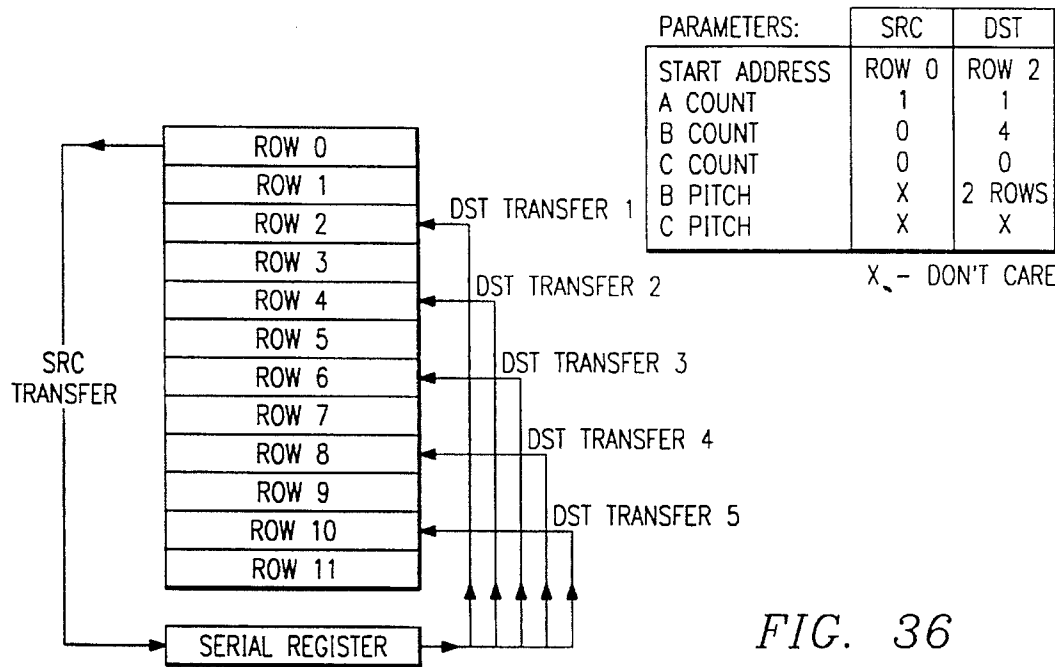 PARAMETERS: SRC DST
START ADDRESS ROW 0 ROW 2
A COUNT 1 1
B COUNT 0 4
C COUNT 0 0
B PITCH X 2 ROWS
C PITCH X X
X - DON'T CARE
ROW 0
ROW 1
ROW 2
ROW 3
ROW 4
ROW 5
ROW 6
ROW 7
ROW 8
ROW 9
ROW 10
ROW 11
SRC
TRANSFER
DST TRANSFER 1
DST TRANSFER 2
DST TRANSFER 3
DST TRANSFER 4
DST TRANSFER 5
SERIAL REGISTER
FIG. 36